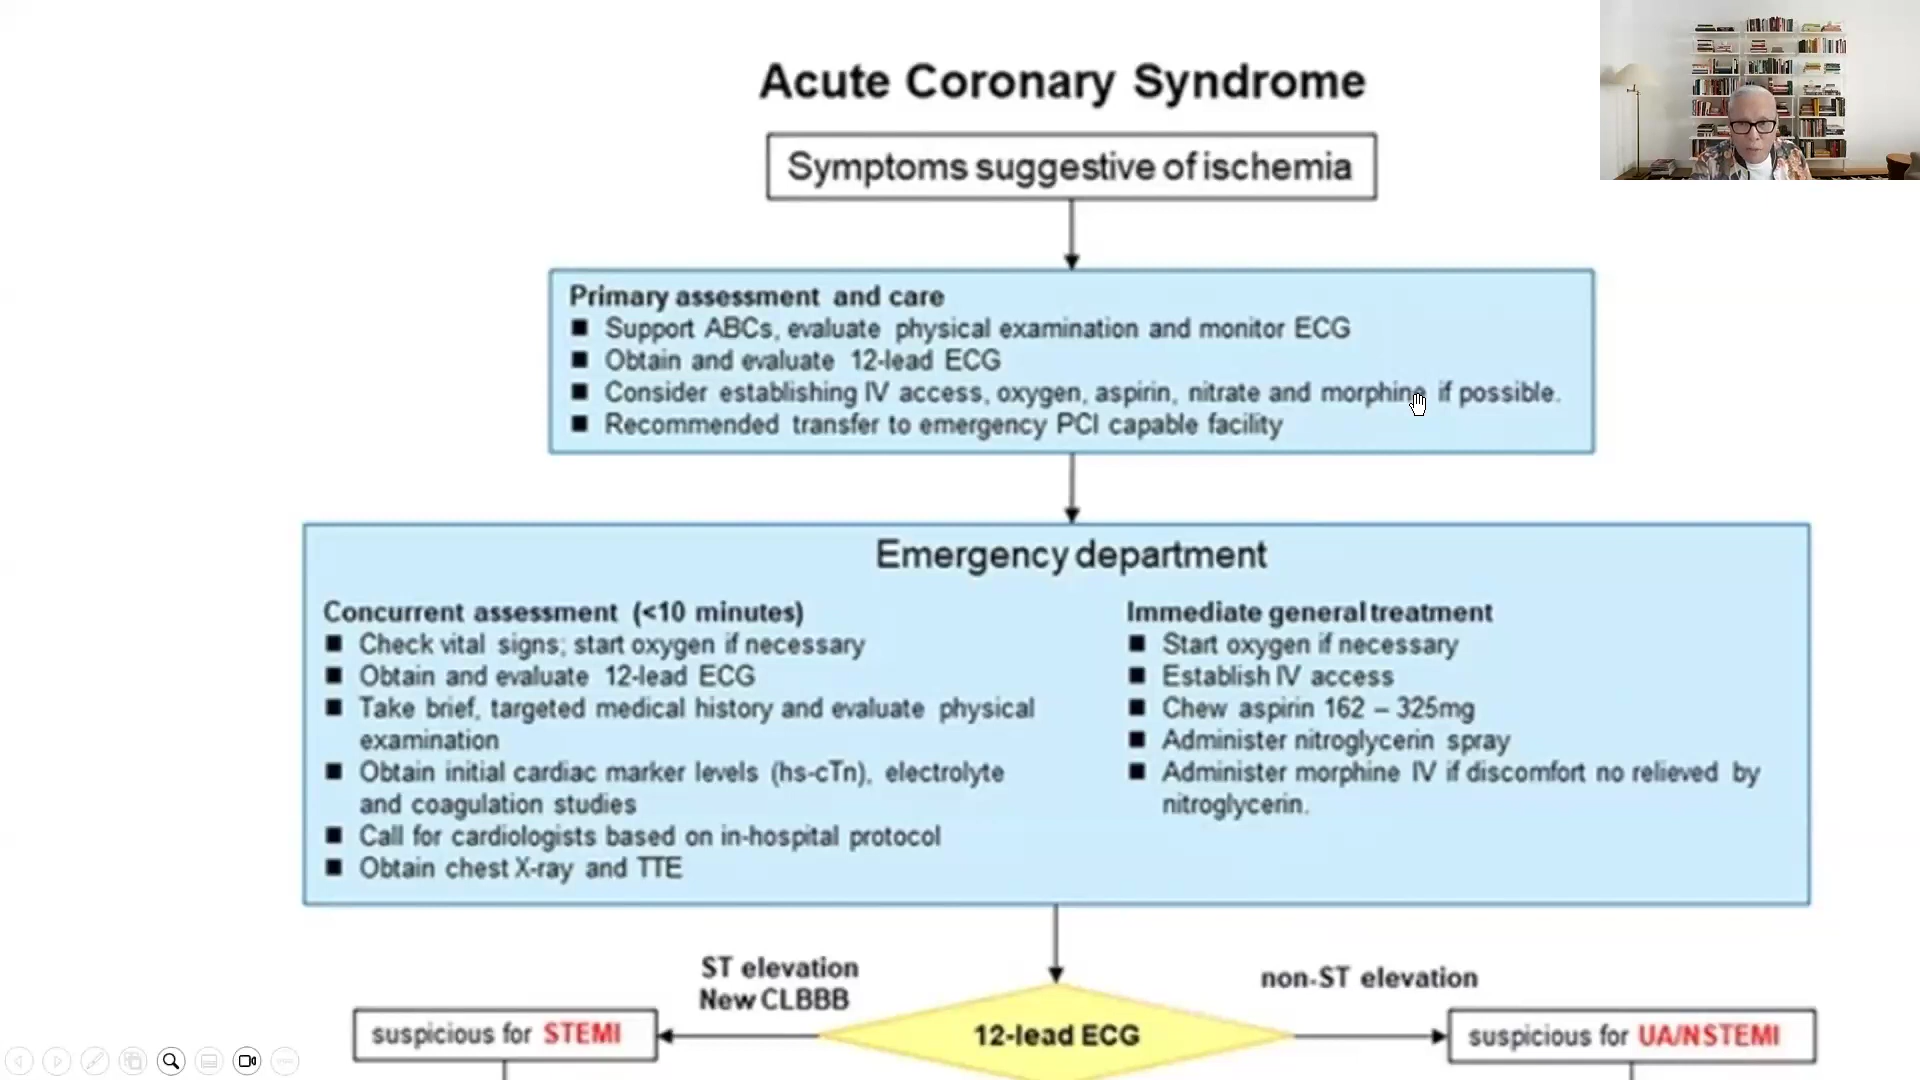 Acute Coronary Syndrome
Symptoms suggestive of ischemia
Primary assessment and care
■ Support ABCs, evaluate physical examination and monitor ECG
■ Obtain and evaluate 12-lead ECG
■ Consider establishing IV access, oxygen, aspirin, nitrate and morphine if possible.
■ Recommended transfer to emergency PCI capable facility
Emergency department
Concurrent assessment (<10 minutes)
■ Check vital signs; start oxygen if necessary
■ Obtain and evaluate 12-lead ECG
■ Take brief, targeted medical history and evaluate physical
examination
■ Obtain initial cardiac marker levels (hs-cTn), electrolyte
and coagulation studies
■ Call for cardiologists based on in-hospital protocol
■ Obtain chest X-ray and TTE
Immediate general treatment
■ Start oxygen if necessary
■ Establish IV access
■ Chew aspirin 162 – 325mg
■ Administer nitroglycerin spray
■ Administer morphine IV if discomfort no relieved by
nitroglycerin.
ST elevation
New CLBBB
non-ST elevation
suspicious for STEMI
12-lead ECG
suspicious for UA/NSTEMI